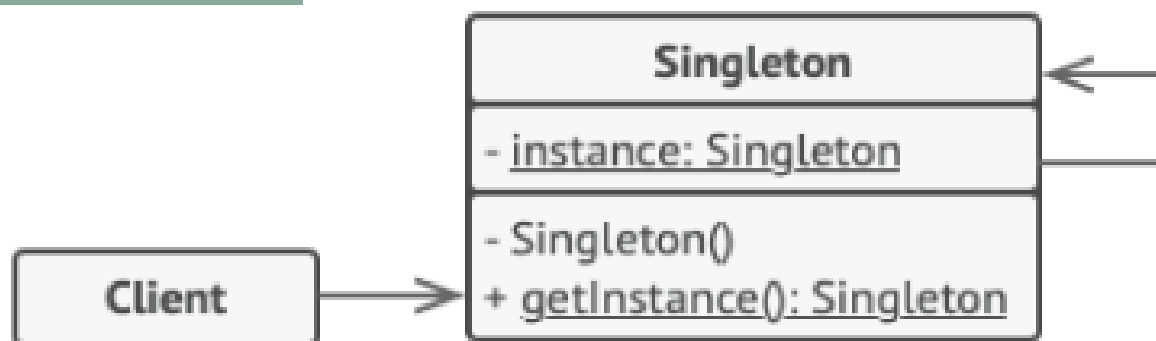 Singleton
- instance: Singleton
- Singleton()
+ getInstance(): Singleton
Client